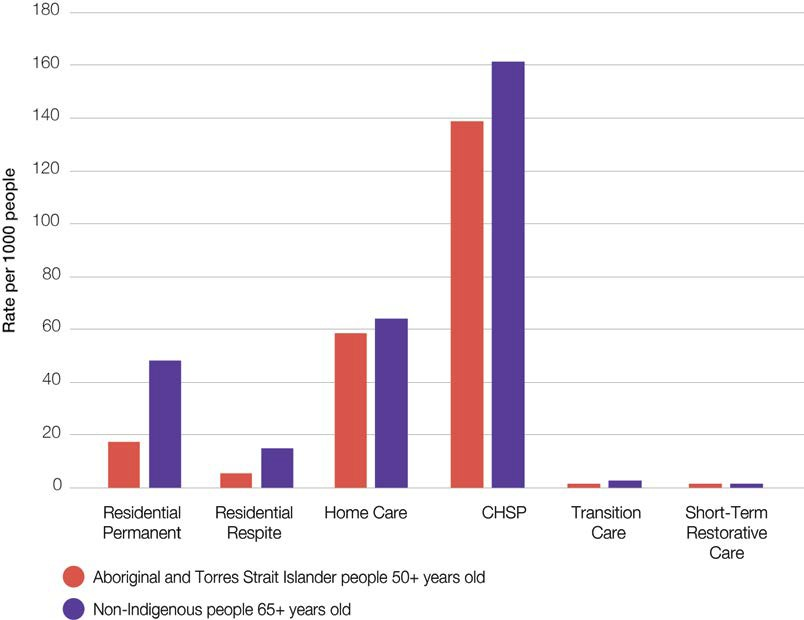 180
160
140
120
100
80
60
40
20
0
Rate per 1000 people
Residential
Permanent
Residential
Respite
Home Care
CHSP
Transition
Care
Short-Term
Restorative
Care
Aboriginal and Torres Strait Islander people 50+ years old
Non-Indigenous people 65+ years old